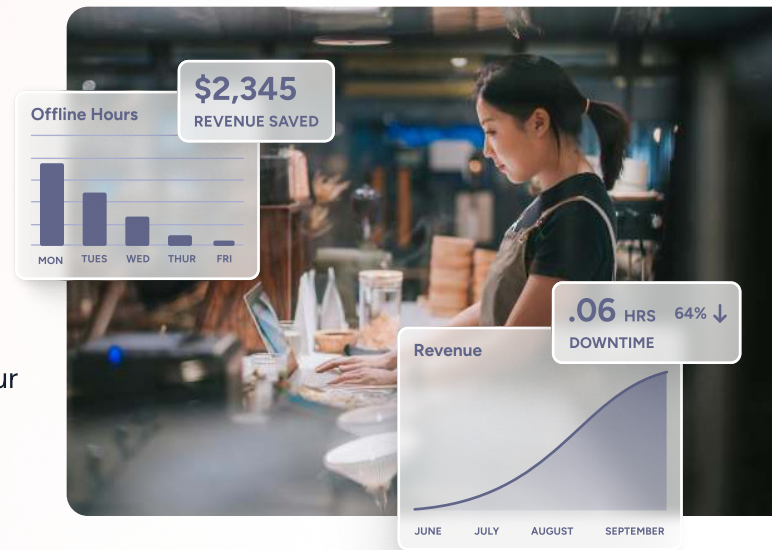 $2,345
REVENUE SAVED
Offline Hours
MON TUES WED THUR FRI
.06 HRS 64% ↓
DOWNTIME
Revenue
ur
JUNE JULY AUGUST SEPTEMBER